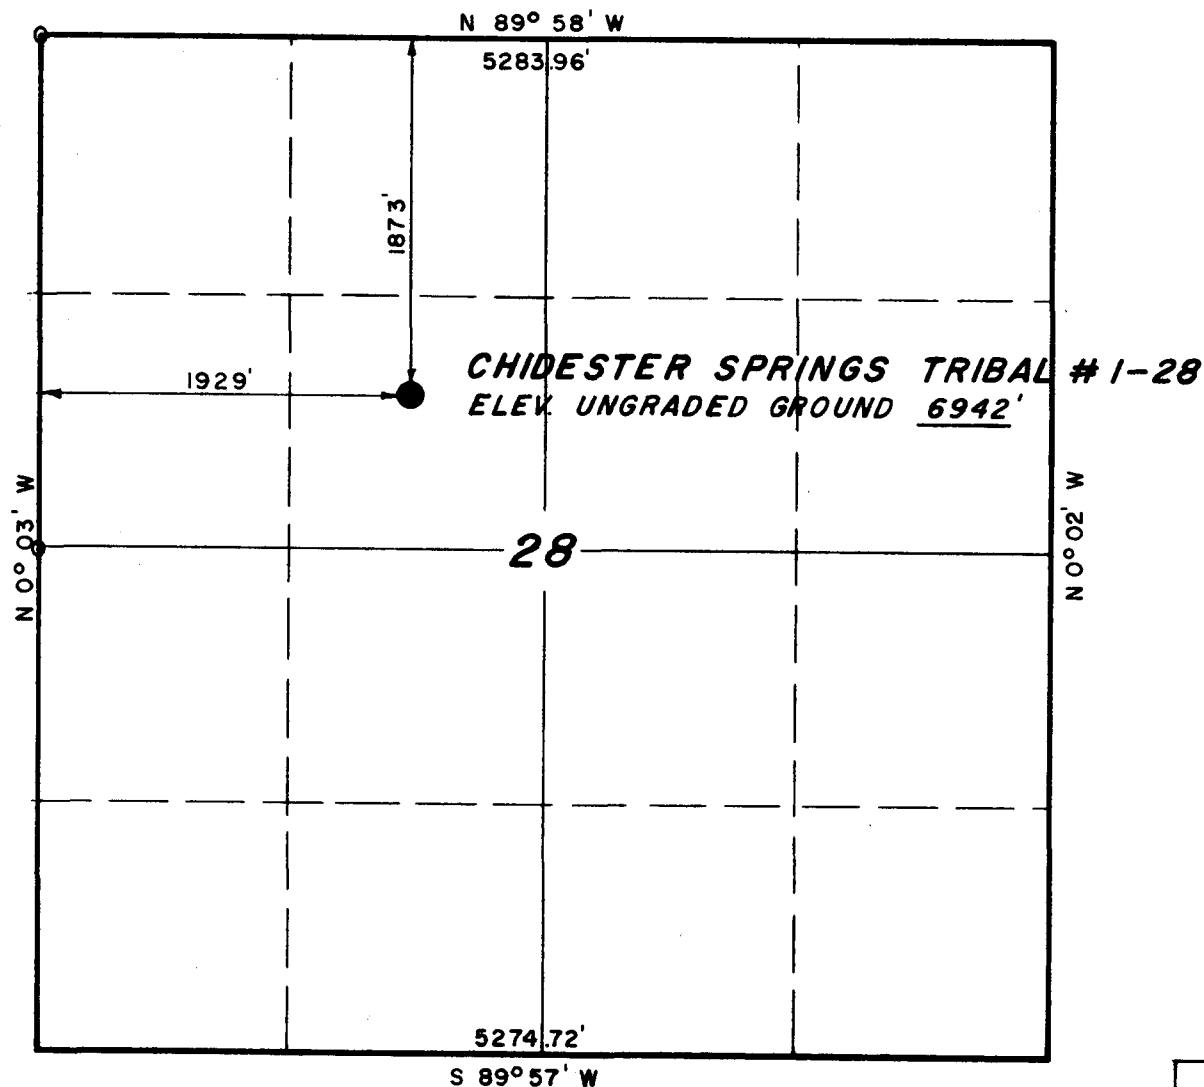 N 89° 58' W
5283.96'
1873'
1929'
CHIDESTER SPRINGS TRIBAL # 1-28
ELEV. UNGRADED GROUND 6942'
N 0° 03' W
28
N 0° 02' W
5274.72'
S 89° 57' W